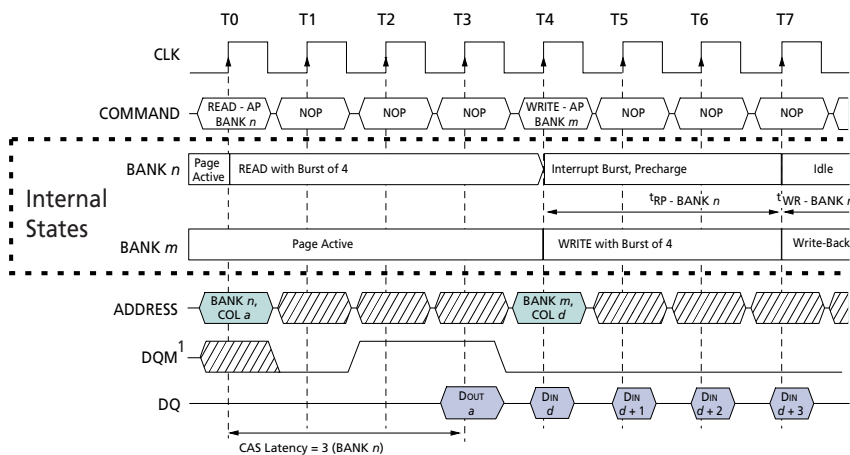 T0 T1 T2 T3 T4 T5 T6 T7
CLK
COMMAND
READ - AP
BANK n
NOP
NOP
NOP
WRITE - AP
BANK m
NOP
NOP
NOP
Internal
States
BANK n
Page
Active
READ with Burst of 4
Interrupt Burst, Precharge
Idle
tRP - BANK n
tWR - BANK
BANK m
Page Active
WRITE with Burst of 4
Write-Back
ADDRESS
BANK n,
COL a
BANK m,
COL d
DQM1
DQ
DOUT
a
DIN
d
DIN
d + 1
DIN
d + 2
DIN
d + 3
CAS Latency = 3 (BANK n)